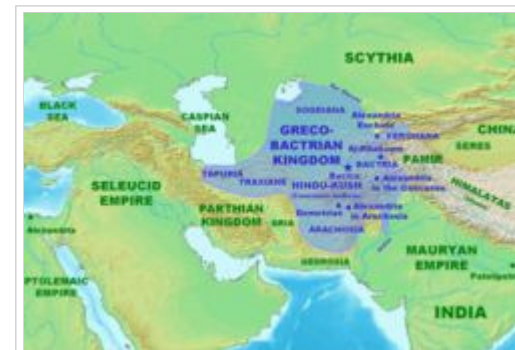 SCYTHIA
BLACK
SEA
CASPIAN
SEA
SOGDIANA
Alexandria
FERGHANA
CHINA
SERES
GRECO-
BACTRIAN
KINGDOM
BACTRIA
PAMIR
Bactra
HINDU-KUSH
Alexandria
in the Caucasus
HIMALAYAS
TAPURIA
TRAXIANE
SELEUCID
EMPIRE
PARTHIAN
KINGDOM
ARIA
Alexandria
in Arachosia
ARACHOSIA
GEDROSIA
MAURYAN
EMPIRE
Alexandria
PTOLEMAIC
EMPIRE
INDIA